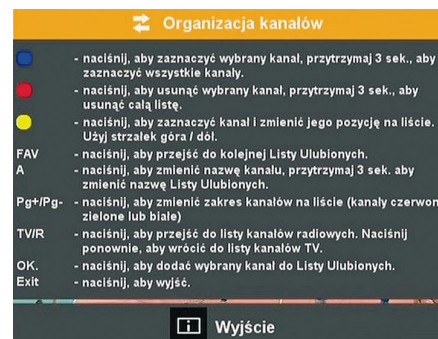 Organizacja kanałów
- naciśnij, aby zaznaczyć wybrany kanał, przytrzymaj 3 sek., aby
zaznaczyć wszystkie kanały.
- naciśnij, aby usunąć wybrany kanał, przytrzymaj 3 sek., aby
usunąć całą listę.
- naciśnij, aby zaznaczyć kanał i zmienić jego pozycję na liście.
Użyj strzałek góra / dół.
FAV - naciśnij, aby przejść do kolejnej Listy Ulubionych.
A - naciśnij, aby zmienić nazwę kanału, przytrzymaj 3 sek. aby
zmienić nazwę Listy Ulubionych.
Pg+/Pg- - naciśnij, aby zmienić zakres kanałów na liście (kanały czerwon
zielone lub białe)
TV/R - naciśnij, aby przejść do listy kanałów radiowych. Naciśnij
ponownie, aby wrócić do listy kanałów TV.
OK. - naciśnij, aby dodać wybrany kanał do Listy Ulubionych.
Exit - naciśnij, aby wyjść.
i Wyjście